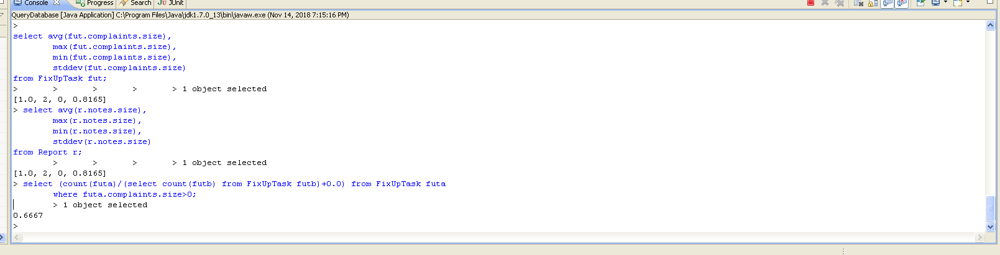 Console Progress Search JUnit
QueryDatabase [Java Application] C:\Program Files\Java\jdk1.7.0_13\bin\javaw.exe (Nov 14, 2018 7:15:16 PM)
>
select avg(fut.complaints.size),
max(fut.complaints.size),
min(fut.complaints.size),
stddev(fut.complaints.size)
from FixUpTask fut;
> > > > > 1 object selected
[1.0, 2, 0, 0.8165]
> select avg(r.notes.size),
max(r.notes.size),
min(r.notes.size),
stddev(r.notes.size)
from Report r;
> > > > 1 object selected
[1.0, 2, 0, 0.8165]
> select (count(futa)/(select count(futb) from FixUpTask futb)+0.0) from FixUpTask futa
where futa.complaints.size>0;
> 1 object selected
0.6667
>